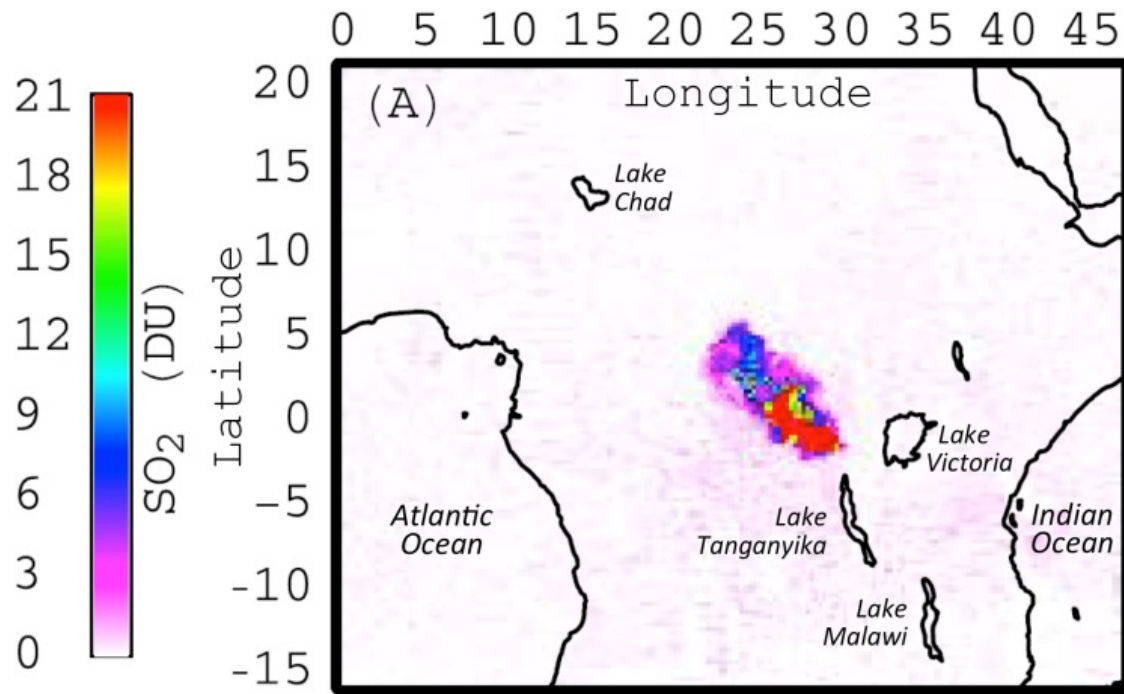 0 5 10 15 20 25 30 35 40 45
Longitude
(A)
21
18
15
12
9
6
3
0
SO₂ (DU)
Latitude
20
15
10
5
0
−5
-10
-15
Lake
Chad
Lake
Victoria
Atlantic
Ocean
Lake
Tanganyika
Indian
Ocean
Lake
Malawi